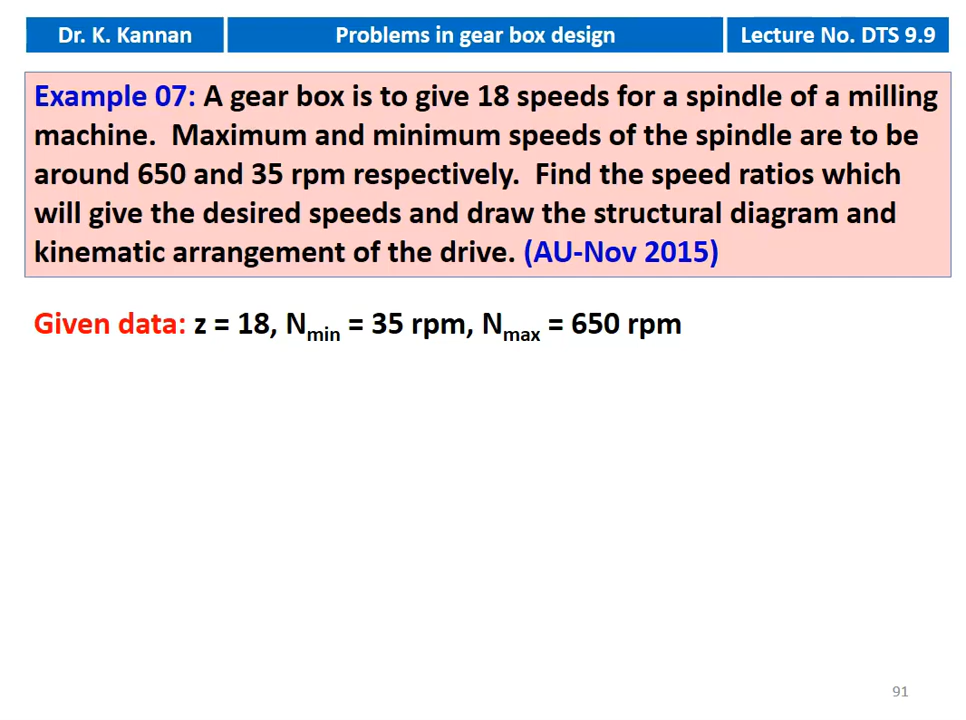 Dr. K. Kannan
Problems in gear box design
Lecture No. DTS 9.9
Example 07: A gear box is to give 18 speeds for a spindle of a milling
machine. Maximum and minimum speeds of the spindle are to be
around 650 and 35 rpm respectively. Find the speed ratios which
will give the desired speeds and draw the structural diagram and
kinematic arrangement of the drive. (AU-Nov 2015)
Given data: z = 18, Nmin = 35 rpm, Nmax = 650 rpm
91